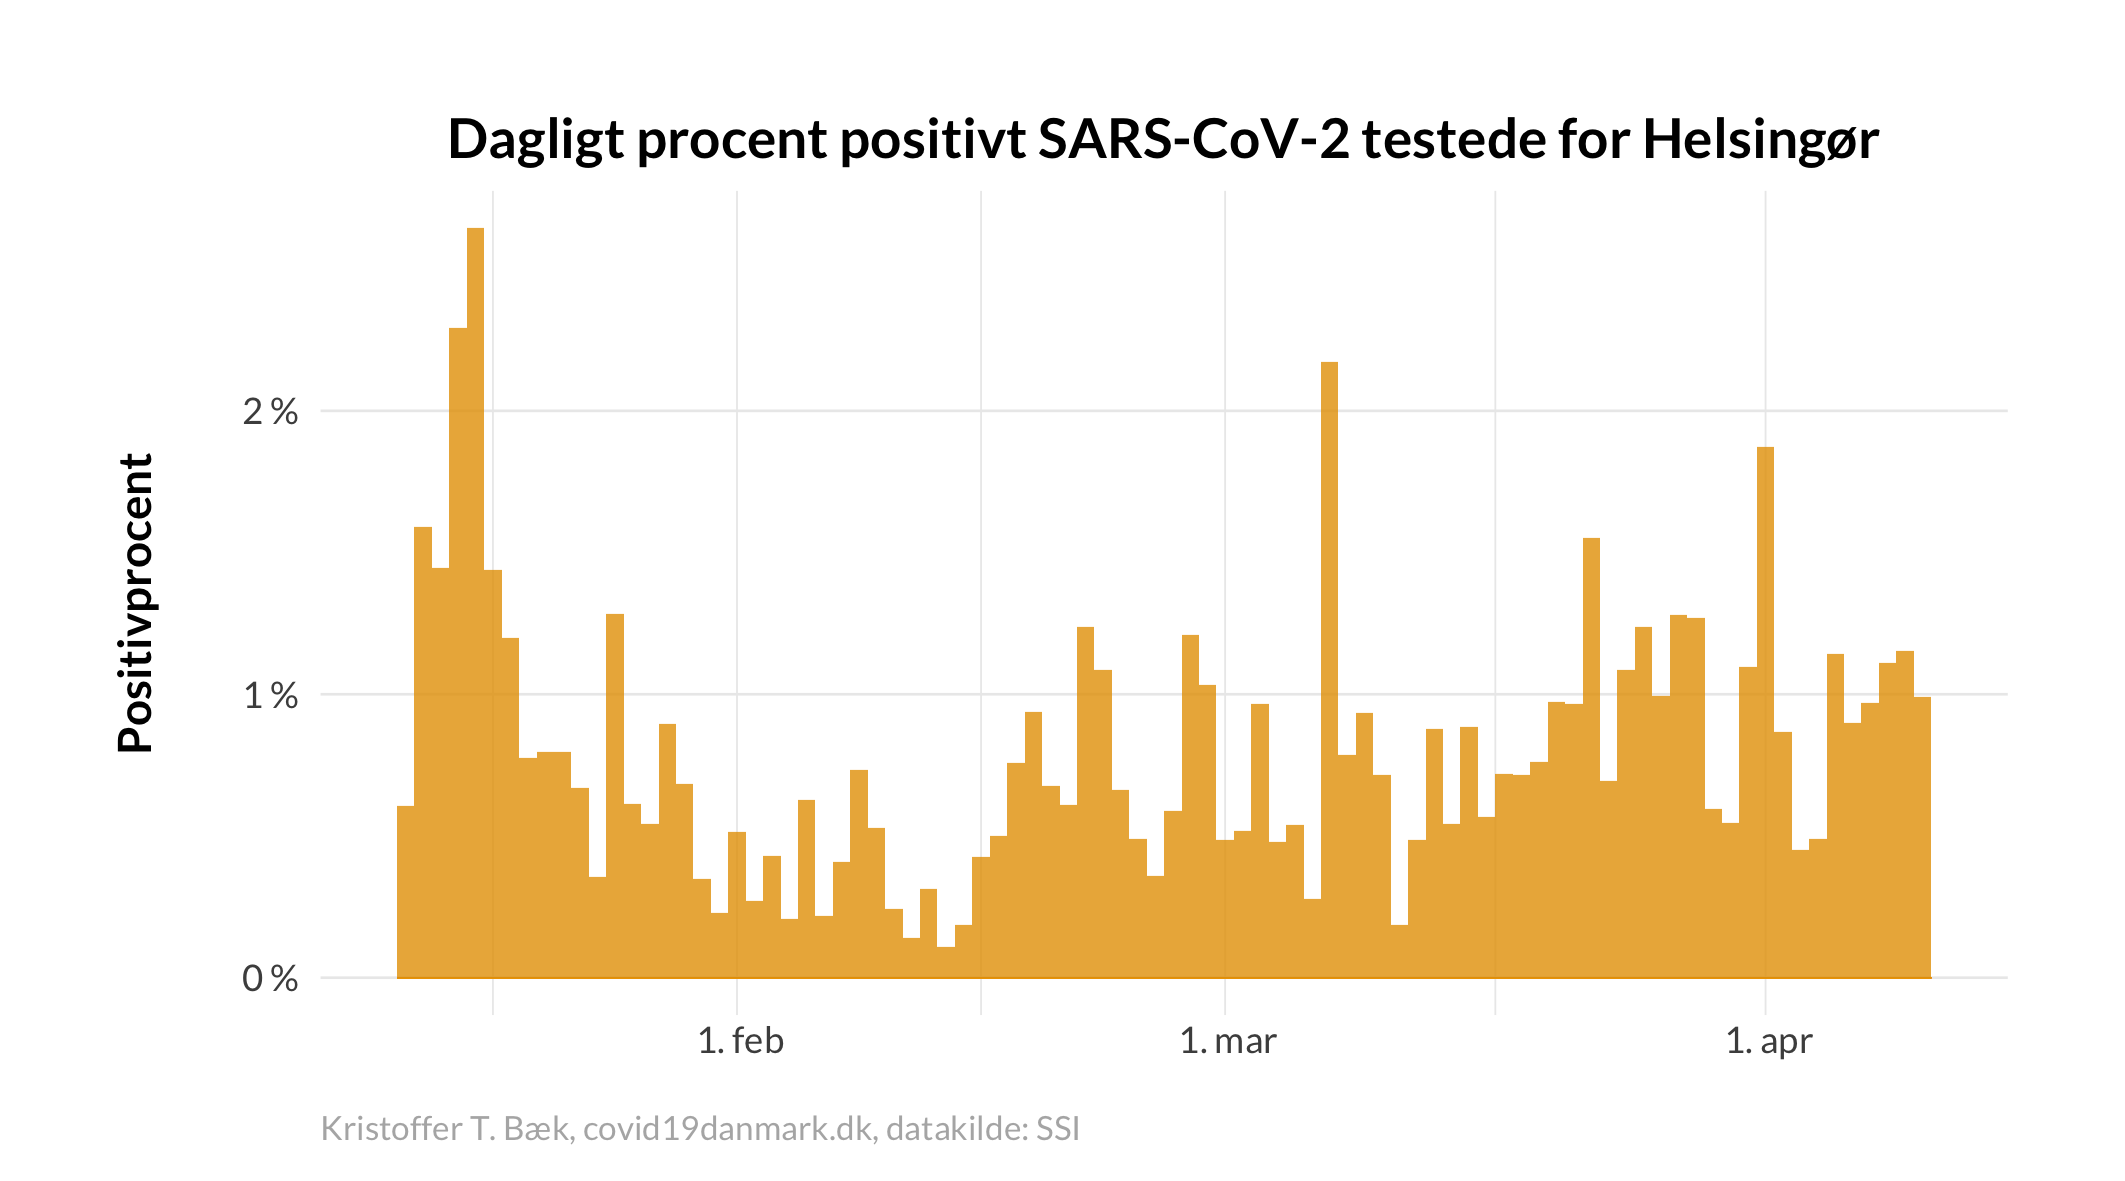 Dagligt procent positivt SARS-CoV-2 testede for Helsingør
Positivprocent
2 %
1 %
0 %
1. feb
1. mar
1. apr
Kristoffer T. Bæk, covid19danmark.dk, datakilde: SSI